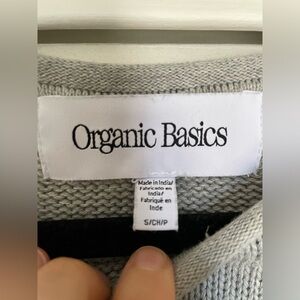 Organic Basics
Made in India/
Fabricado en
India/
Fabriqué en
Inde
S/CH/P